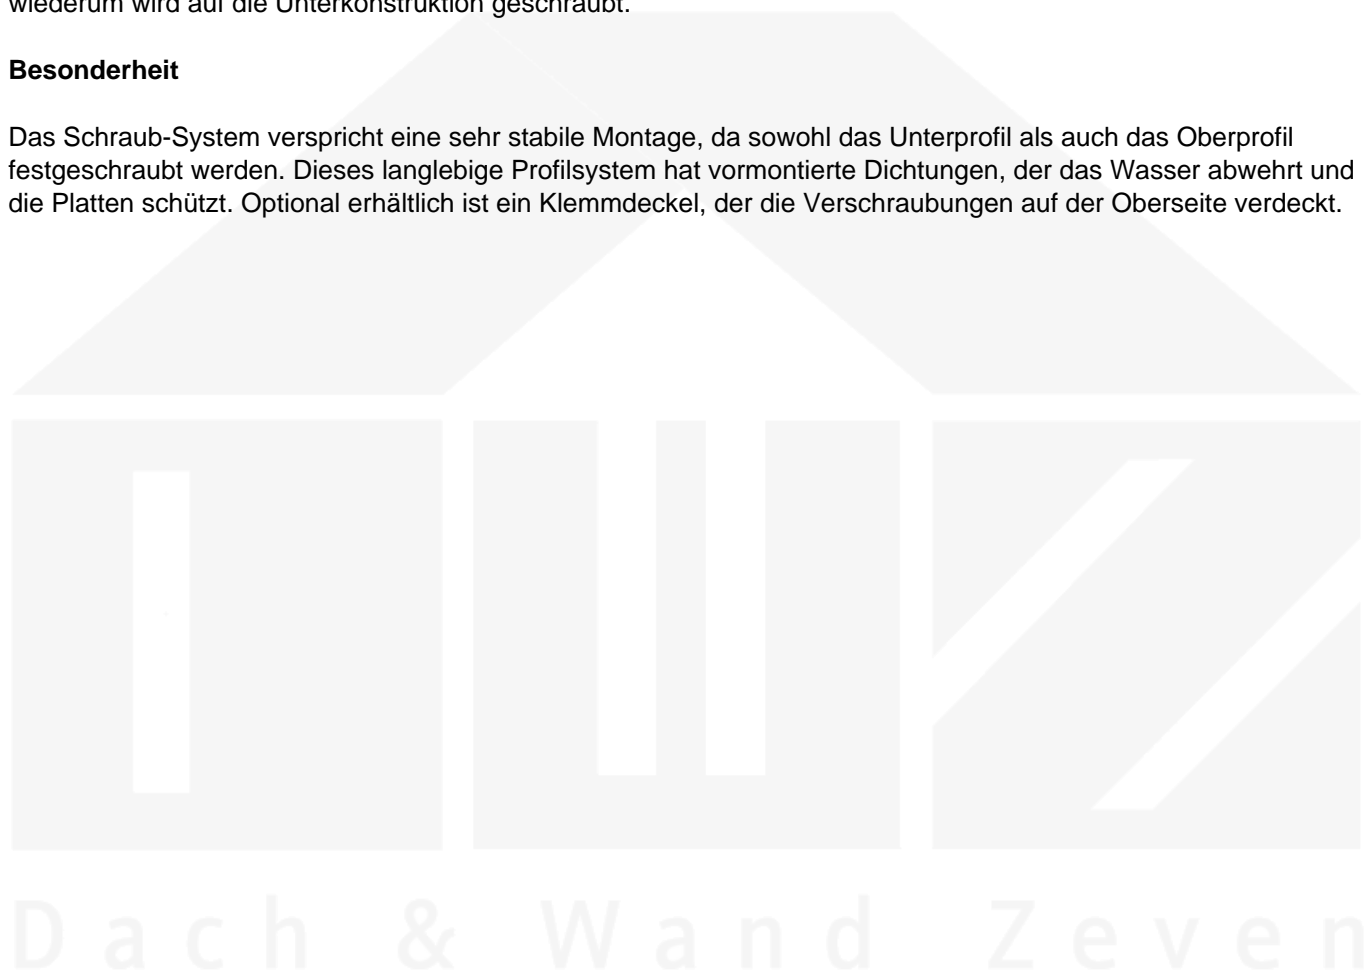 wiederum wird auf die Unterkonstruktion geschraubt.
Besonderheit
Das Schraub-System verspricht eine sehr stabile Montage, da sowohl das Unterprofil als auch das Oberprofil
festgeschraubt werden. Dieses langlebige Profilsystem hat vormontierte Dichtungen, der das Wasser abwehrt und
die Platten schützt. Optional erhältlich ist ein Klemmdeckel, der die Verschraubungen auf der Oberseite verdeckt.
Dach & Wand Zeven